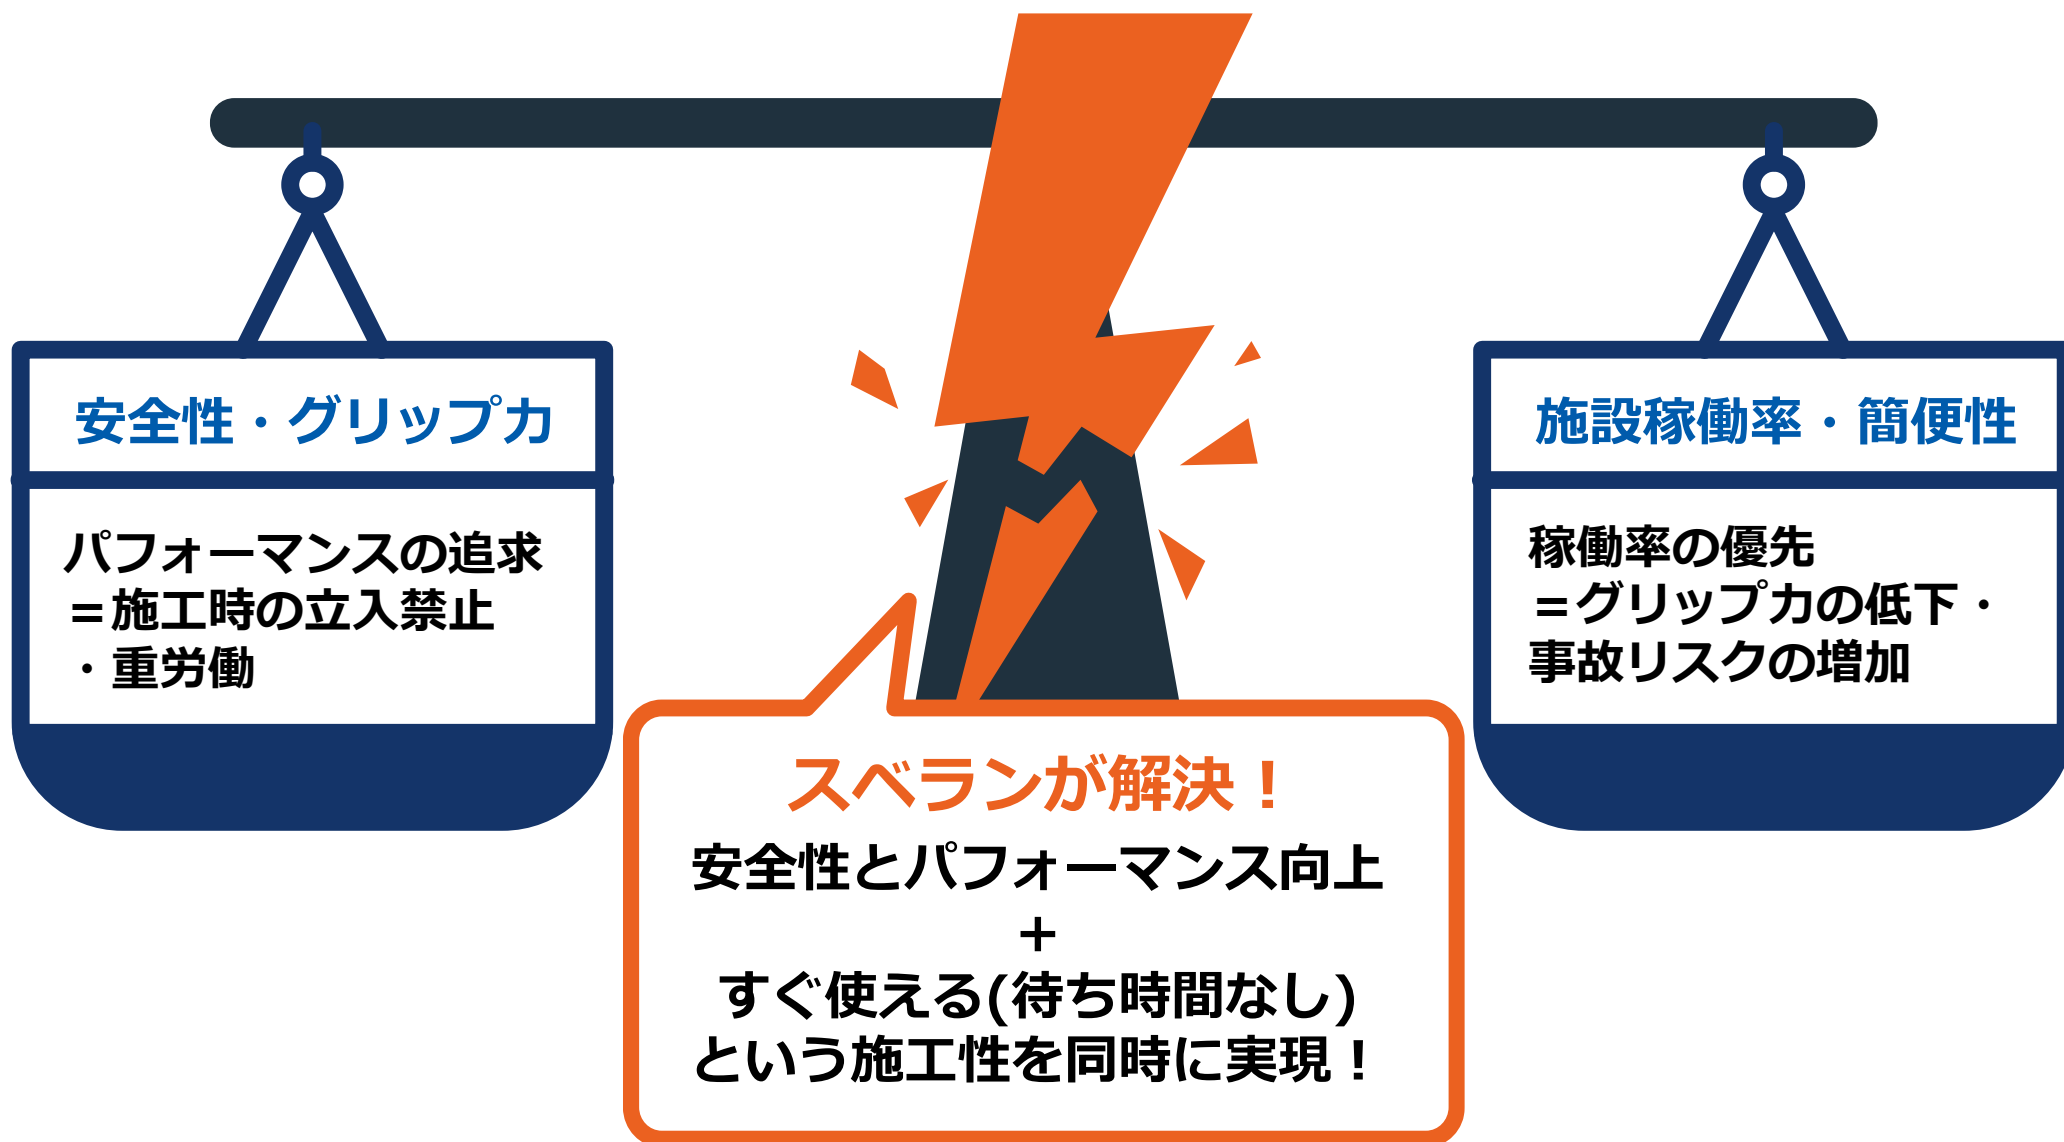 安全性・グリップ力
パフォーマンスの追求
＝施工時の立入禁止
・重労働
施設稼働率・簡便性
稼働率の優先
＝グリップ力の低下・
事故リスクの増加
スベランが解決！
安全性とパフォーマンス向上
＋
すぐ使える(待ち時間なし)
という施工性を同時に実現！